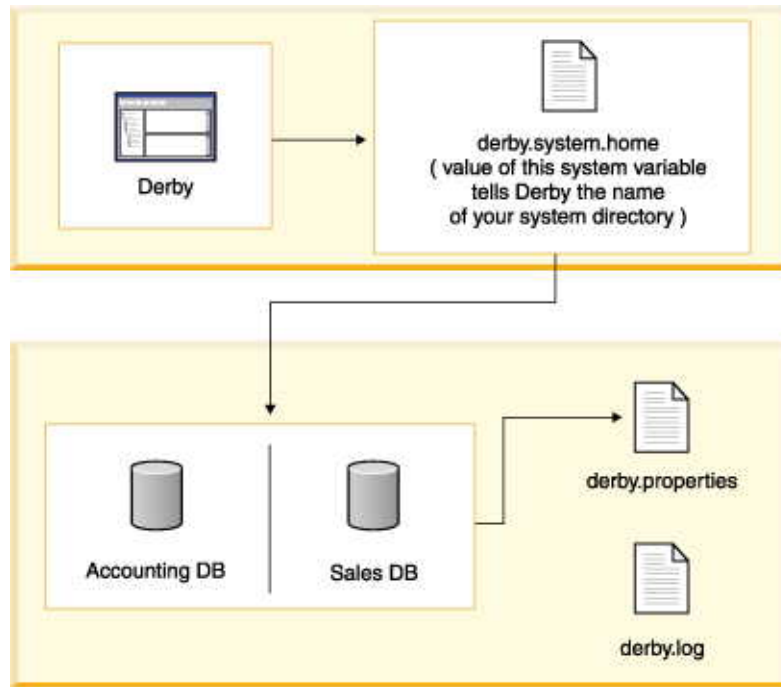 Derby
derby.system.home
( value of this system variable
tells Derby the name
of your system directory )
Accounting DB
Sales DB
derby.properties
derby.log